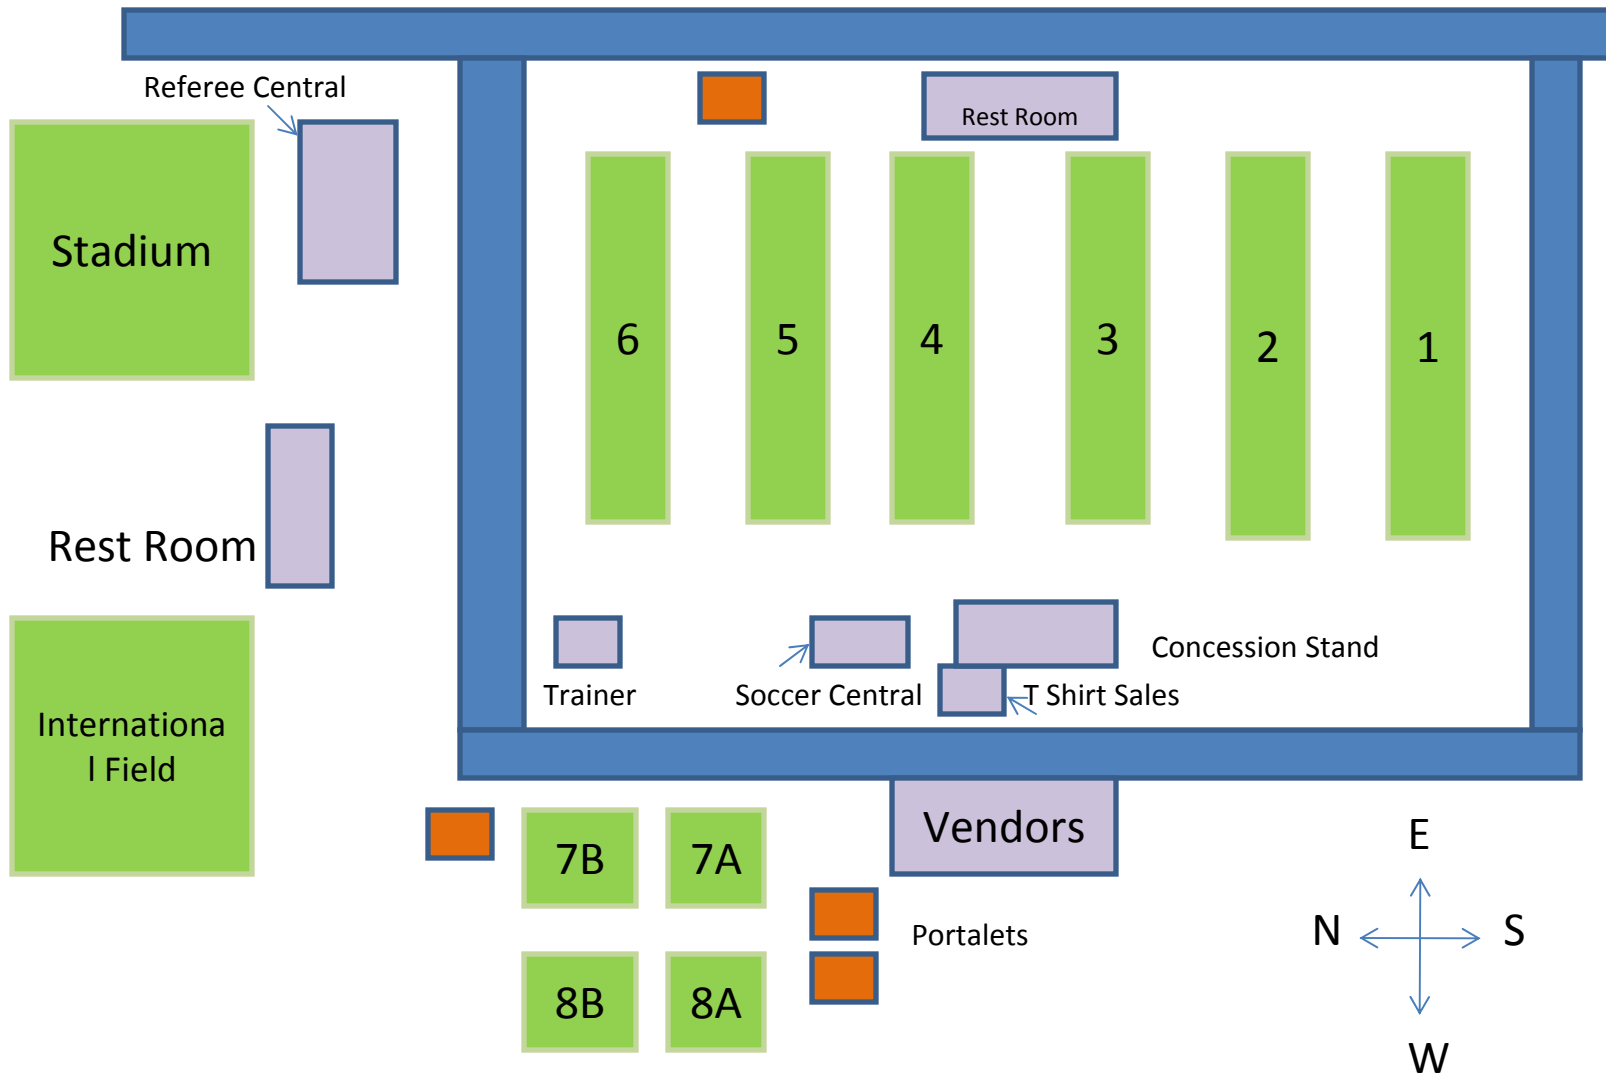 Referee Central
Rest Room
Stadium
6
5
4
3
2
1
Rest Room
Concession Stand
Trainer
Soccer Central
T Shirt Sales
Internationa
l Field
Vendors
7B
7A
E
Portalets
N
S
8B
8A
W